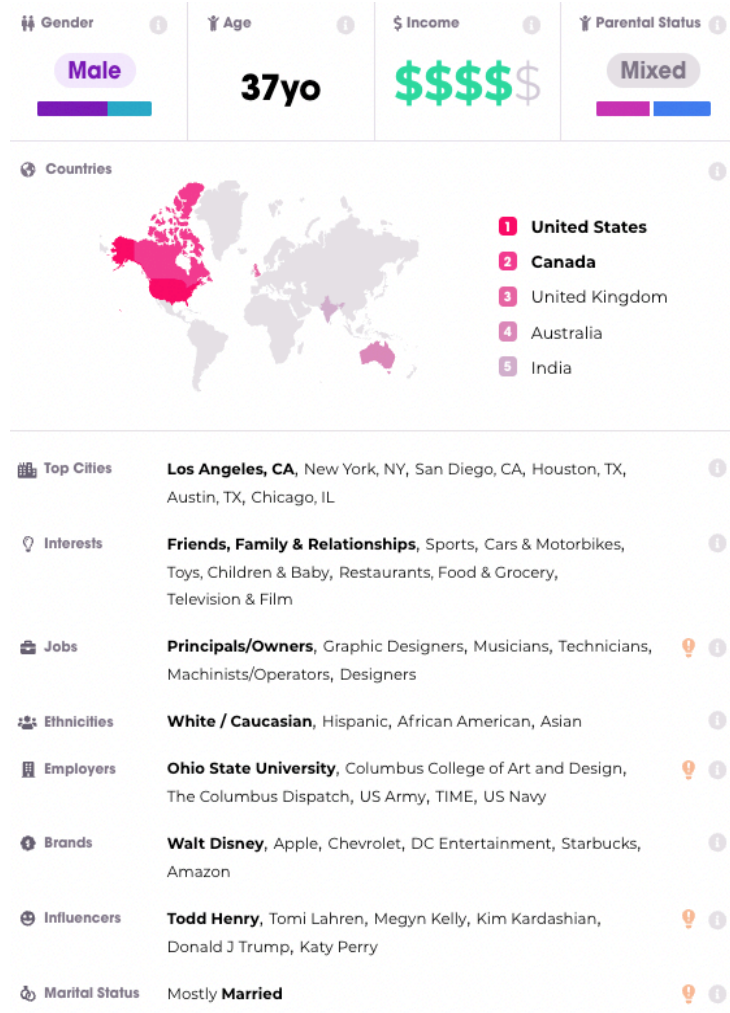 Gender
Age
$ Income
Parental Status
Male
37yo
$$$$$
Mixed
Countries
1 United States
2 Canada
3 United Kingdom
4 Australia
5 India
Top Cities
Los Angeles, CA, New York, NY, San Diego, CA, Houston, TX,
Austin, TX, Chicago, IL
Interests
Friends, Family & Relationships, Sports, Cars & Motorbikes,
Toys, Children & Baby, Restaurants, Food & Grocery,
Television & Film
Jobs
Principals/Owners, Graphic Designers, Musicians, Technicians,
Machinists/Operators, Designers
Ethnicities
White / Caucasian, Hispanic, African American, Asian
Employers
Ohio State University, Columbus College of Art and Design,
The Columbus Dispatch, US Army, TIME, US Navy
Brands
Walt Disney, Apple, Chevrolet, DC Entertainment, Starbucks,
Amazon
Influencers
Todd Henry, Tomi Lahren, Megyn Kelly, Kim Kardashian,
Donald J Trump, Katy Perry
Marital Status
Mostly Married